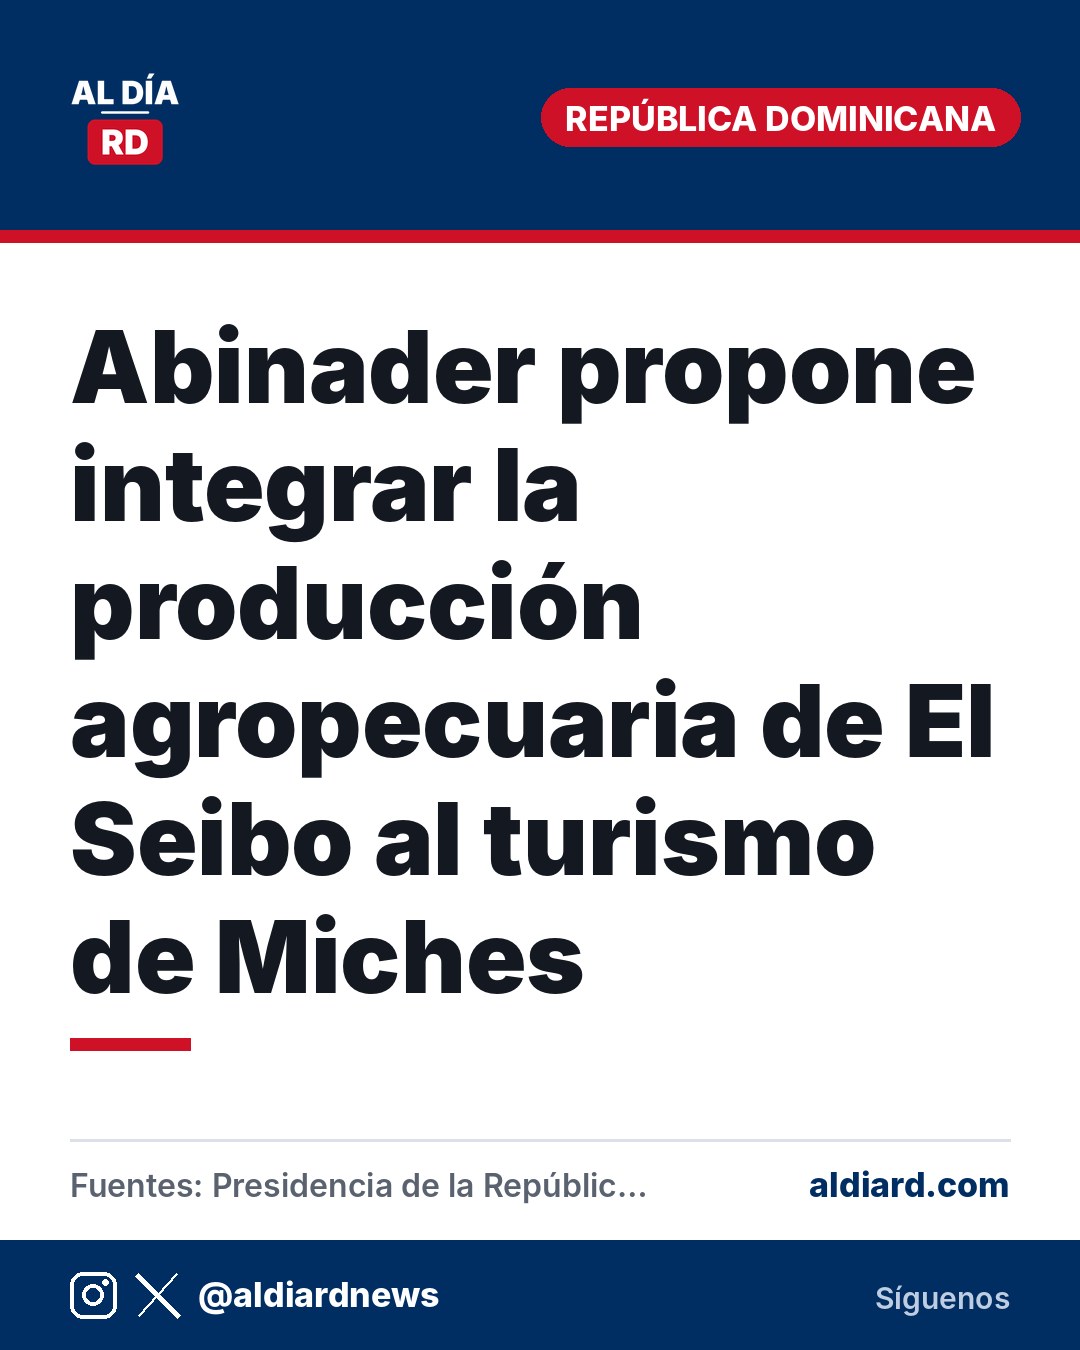 AL DÍA
RD
REPÚBLICA DOMINICANA
Abinader propone
integrar la
producción
agropecuaria de El
Seibo al turismo
de Miches
Fuentes: Presidencia de la Repúblic...
aldiard.com
@aldiardnews
Síguenos